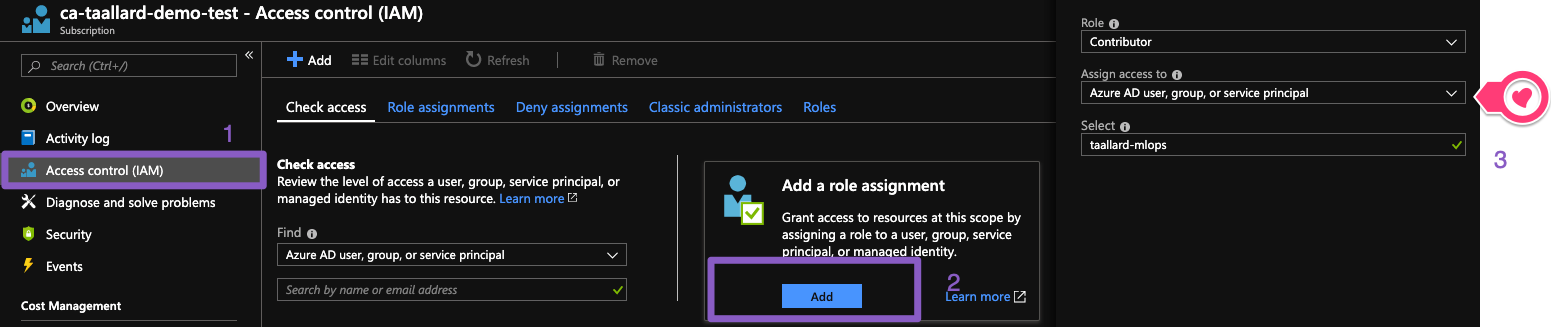 ca-taallard-demo-test - Access control (IAM)
Subscription
Search (Ctrl+/)
«
Overview
Activity log
1
Access control (IAM)
Diagnose and solve problems
Security
Events
Cost Management
Add
Edit columns
Refresh
Remove
Check access
Role assignments
Deny assignments
Classic administrators
Roles
Check access
Review the level of access a user, group, service principal, or
managed identity has to this resource. Learn more
Find
Azure AD user, group, or service principal
Search by name or email address
Add a role assignment
Grant access to resources at this scope by
assigning a role to a user, group, service
principal, or managed identity.
Add
2
Learn more
Role
Contributor
Assign access to
Azure AD user, group, or service principal
Select
taallard-mlops
3